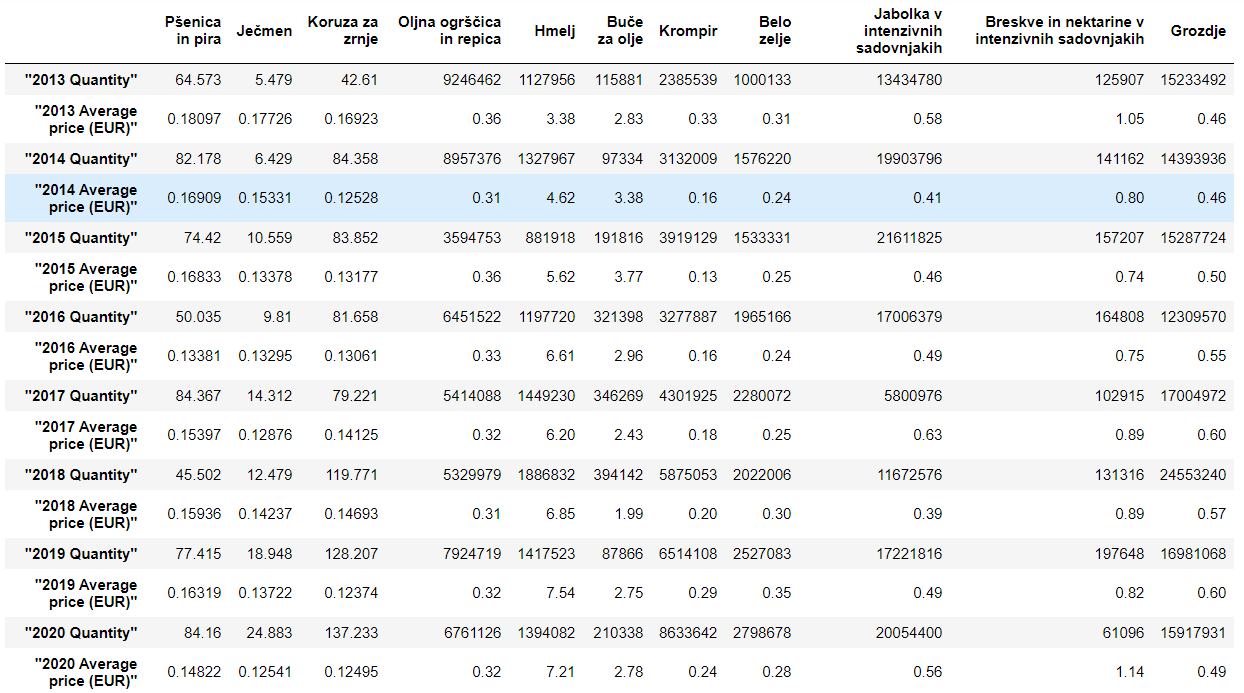 Pšenica in pira Ječmen Koruza za zrnje Oljna ogrščica in repica Hmelj Buče za olje Krompir Belo zelje Jabolka v intenzivnih sadovnjakih Breskve in nektarine v intenzivnih sadovnjakih Grozdje
"2013 Quantity" 64.573 5.479 42.61 9246462 1127956 115881 2385539 1000133 13434780 125907 15233492
"2013 Average price (EUR)" 0.18097 0.17726 0.16923 0.36 3.38 2.83 0.33 0.31 0.58 1.05 0.46
"2014 Quantity" 82.178 6.429 84.358 8957376 1327967 97334 3132009 1576220 19903796 141162 14393936
"2014 Average price (EUR)" 0.16909 0.15331 0.12528 0.31 4.62 3.38 0.16 0.24 0.41 0.80 0.46
"2015 Quantity" 74.42 10.559 83.852 3594753 881918 191816 3919129 1533331 21611825 157207 15287724
"2015 Average price (EUR)" 0.16833 0.13378 0.13177 0.36 5.62 3.77 0.13 0.25 0.46 0.74 0.50
"2016 Quantity" 50.035 9.81 81.658 6451522 1197720 321398 3277887 1965166 17006379 164808 12309570
"2016 Average price (EUR)" 0.13381 0.13295 0.13061 0.33 6.61 2.96 0.16 0.24 0.49 0.75 0.55
"2017 Quantity" 84.367 14.312 79.221 5414088 1449230 346269 4301925 2280072 5800976 102915 17004972
"2017 Average price (EUR)" 0.15397 0.12876 0.14125 0.32 6.20 2.43 0.18 0.25 0.63 0.89 0.60
"2018 Quantity" 45.502 12.479 119.771 5329979 1886832 394142 5875053 2022006 11672576 131316 24553240
"2018 Average price (EUR)" 0.15936 0.14237 0.14693 0.31 6.85 1.99 0.20 0.30 0.39 0.89 0.57
"2019 Quantity" 77.415 18.948 128.207 7924719 1417523 87866 6514108 2527083 17221816 197648 16981068
"2019 Average price (EUR)" 0.16319 0.13722 0.12374 0.32 7.54 2.75 0.29 0.35 0.49 0.82 0.60
"2020 Quantity" 84.16 24.883 137.233 6761126 1394082 210338 8633642 2798678 20054400 61096 15917931
"2020 Average price (EUR)" 0.14822 0.12541 0.12495 0.32 7.21 2.78 0.24 0.28 0.56 1.14 0.49